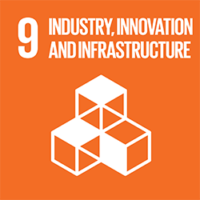 9 INDUSTRY, INNOVATION
AND INFRASTRUCTURE